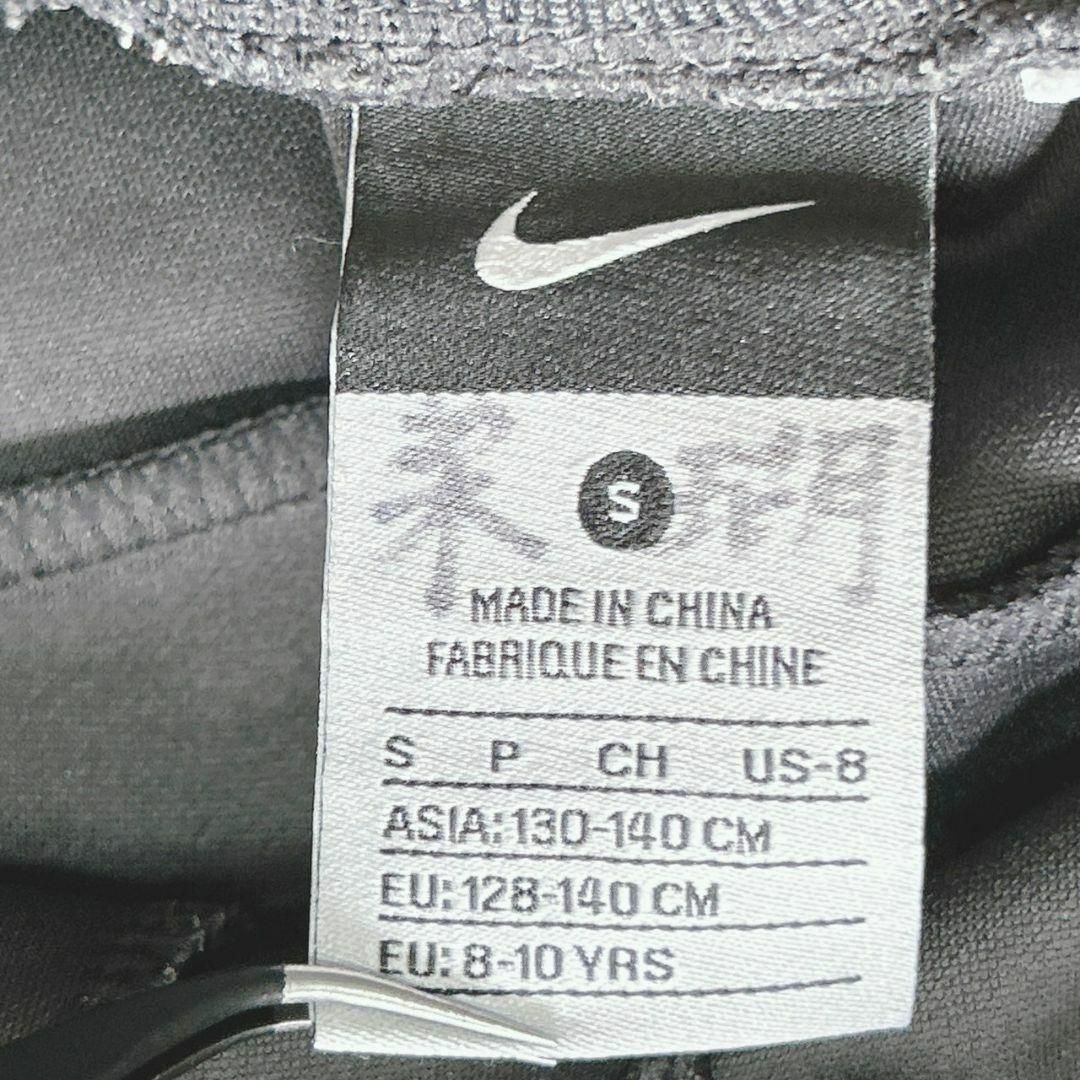 S
MADE IN CHINA
FABRIQUE EN CHINE
S P CH US-8
ASIA: 130-140 CM
EU: 128-140 CM
EU: 8-10 YRS